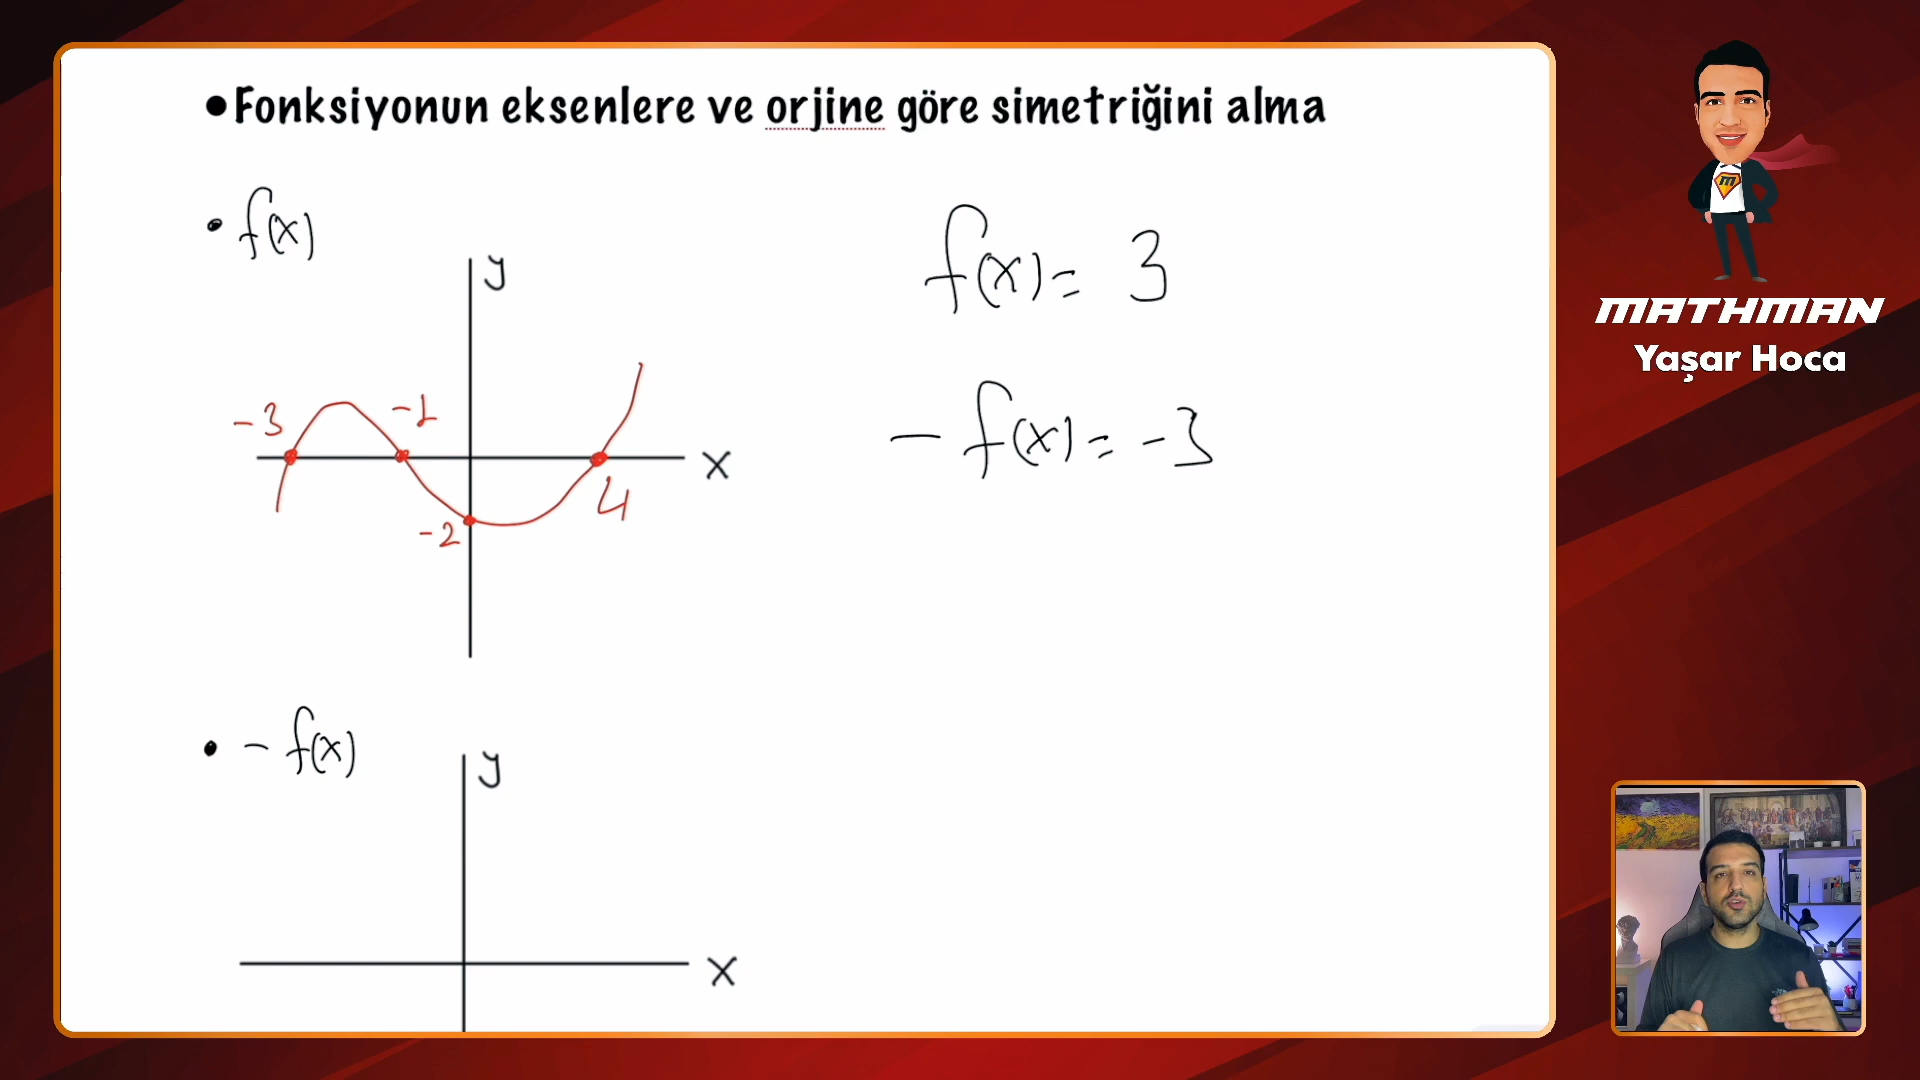 •Fonksiyonun eksenlere ve orjine göre simetriğini alma
• f(x)
y
-3
-1
x
-2
4
f(x) = 3
- f(x) = -3
• - f(x)
y
x
m
MATHMAN
Yaşar Hoca